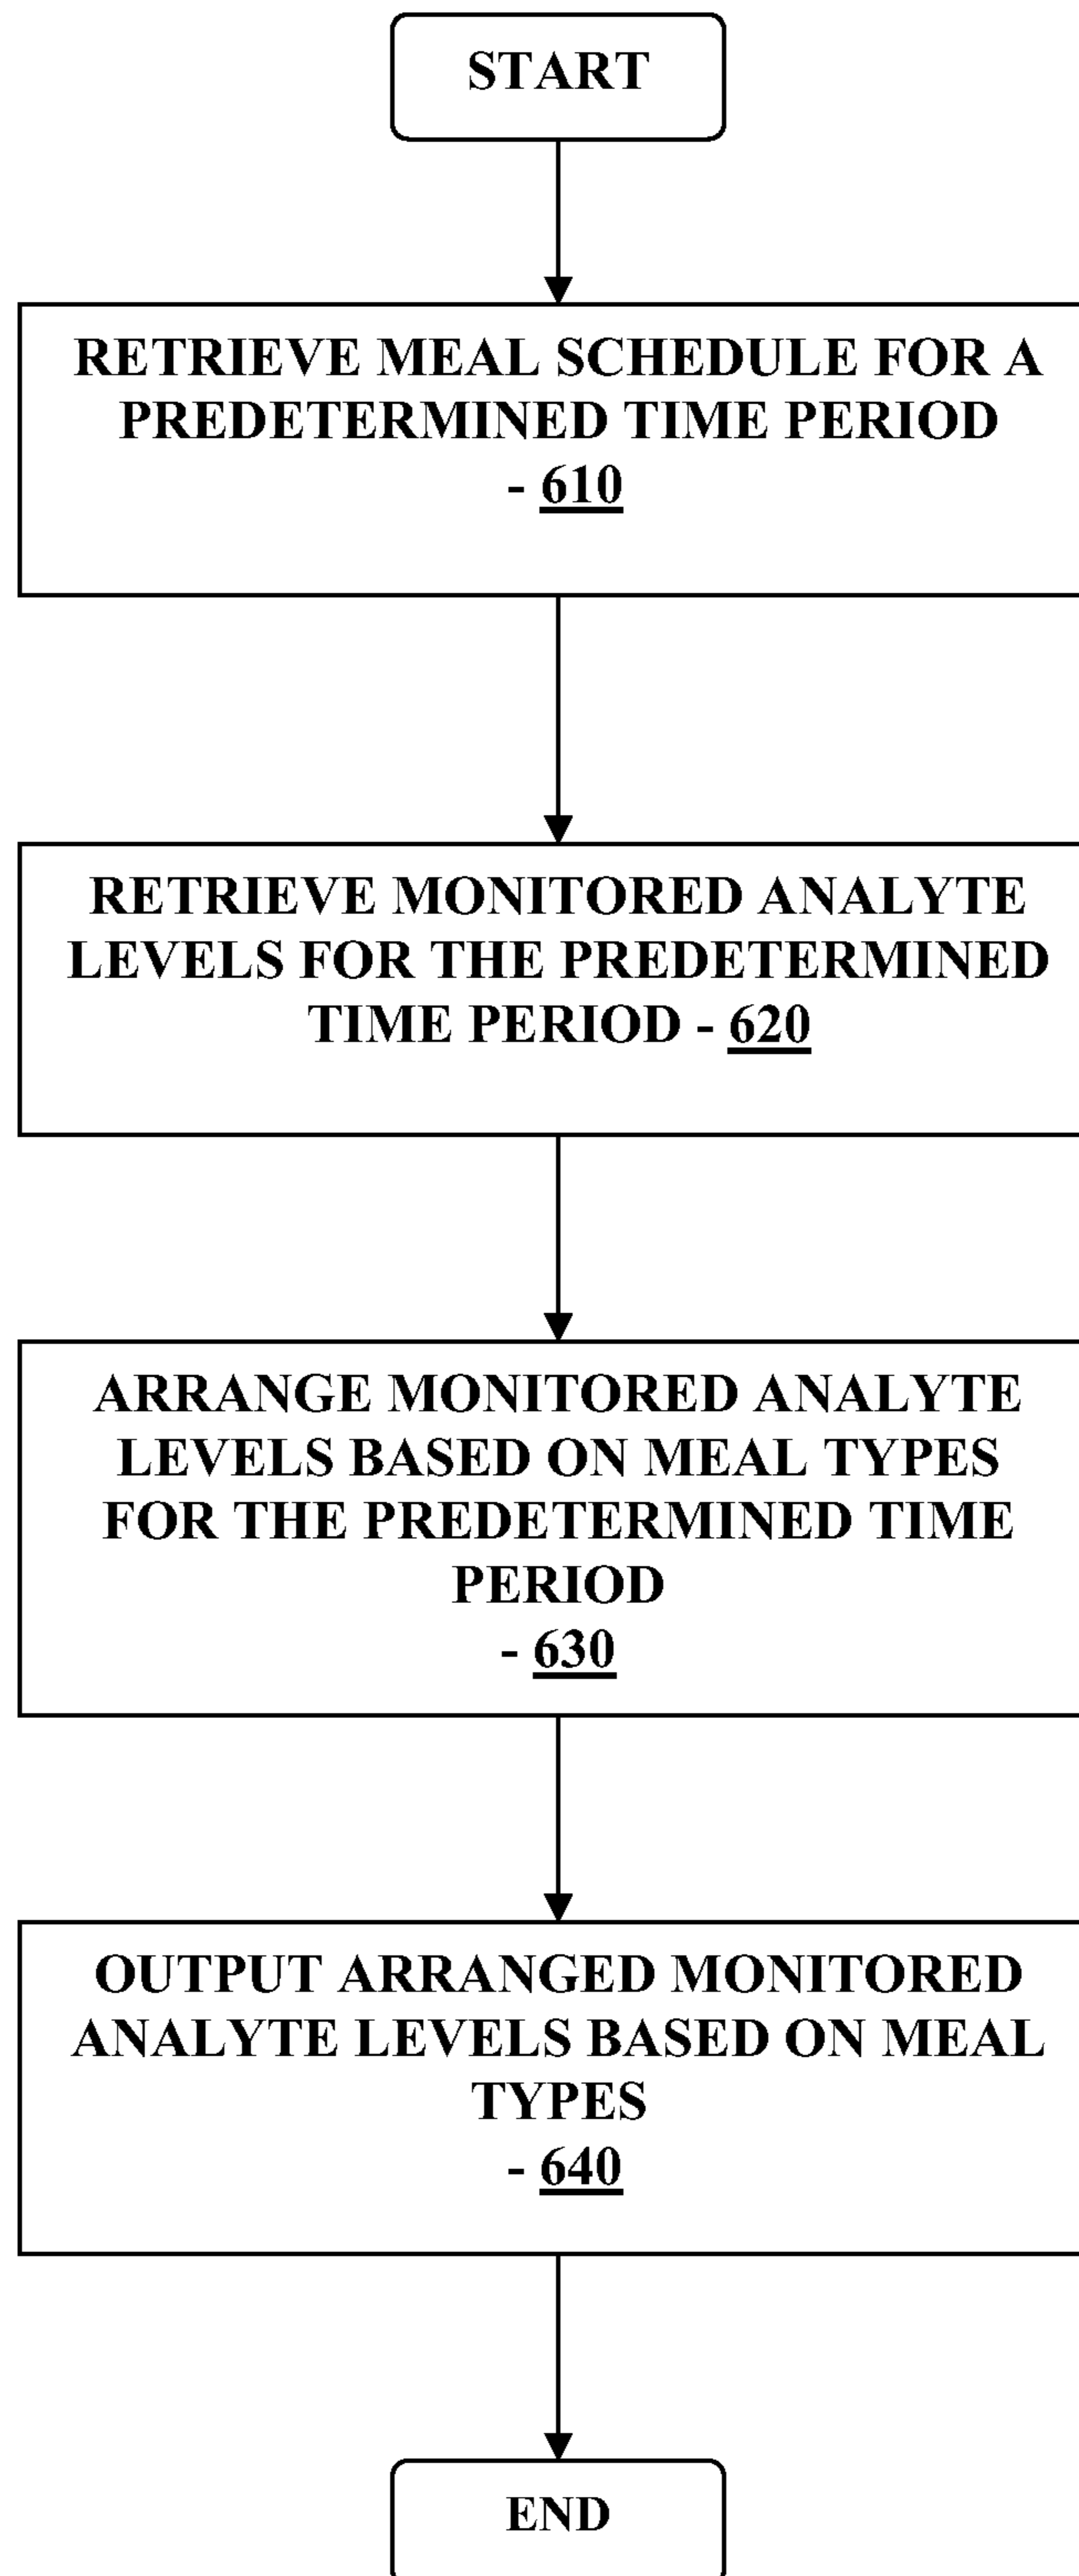 START
RETRIEVE MEAL SCHEDULE FOR A
PREDETERMINED TIME PERIOD
- 610
RETRIEVE MONITORED ANALYTE
LEVELS FOR THE PREDETERMINED
TIME PERIOD - 620
ARRANGE MONITORED ANALYTE
LEVELS BASED ON MEAL TYPES
FOR THE PREDETERMINED TIME
PERIOD
- 630
OUTPUT ARRANGED MONITORED
ANALYTE LEVELS BASED ON MEAL
TYPES
- 640
END